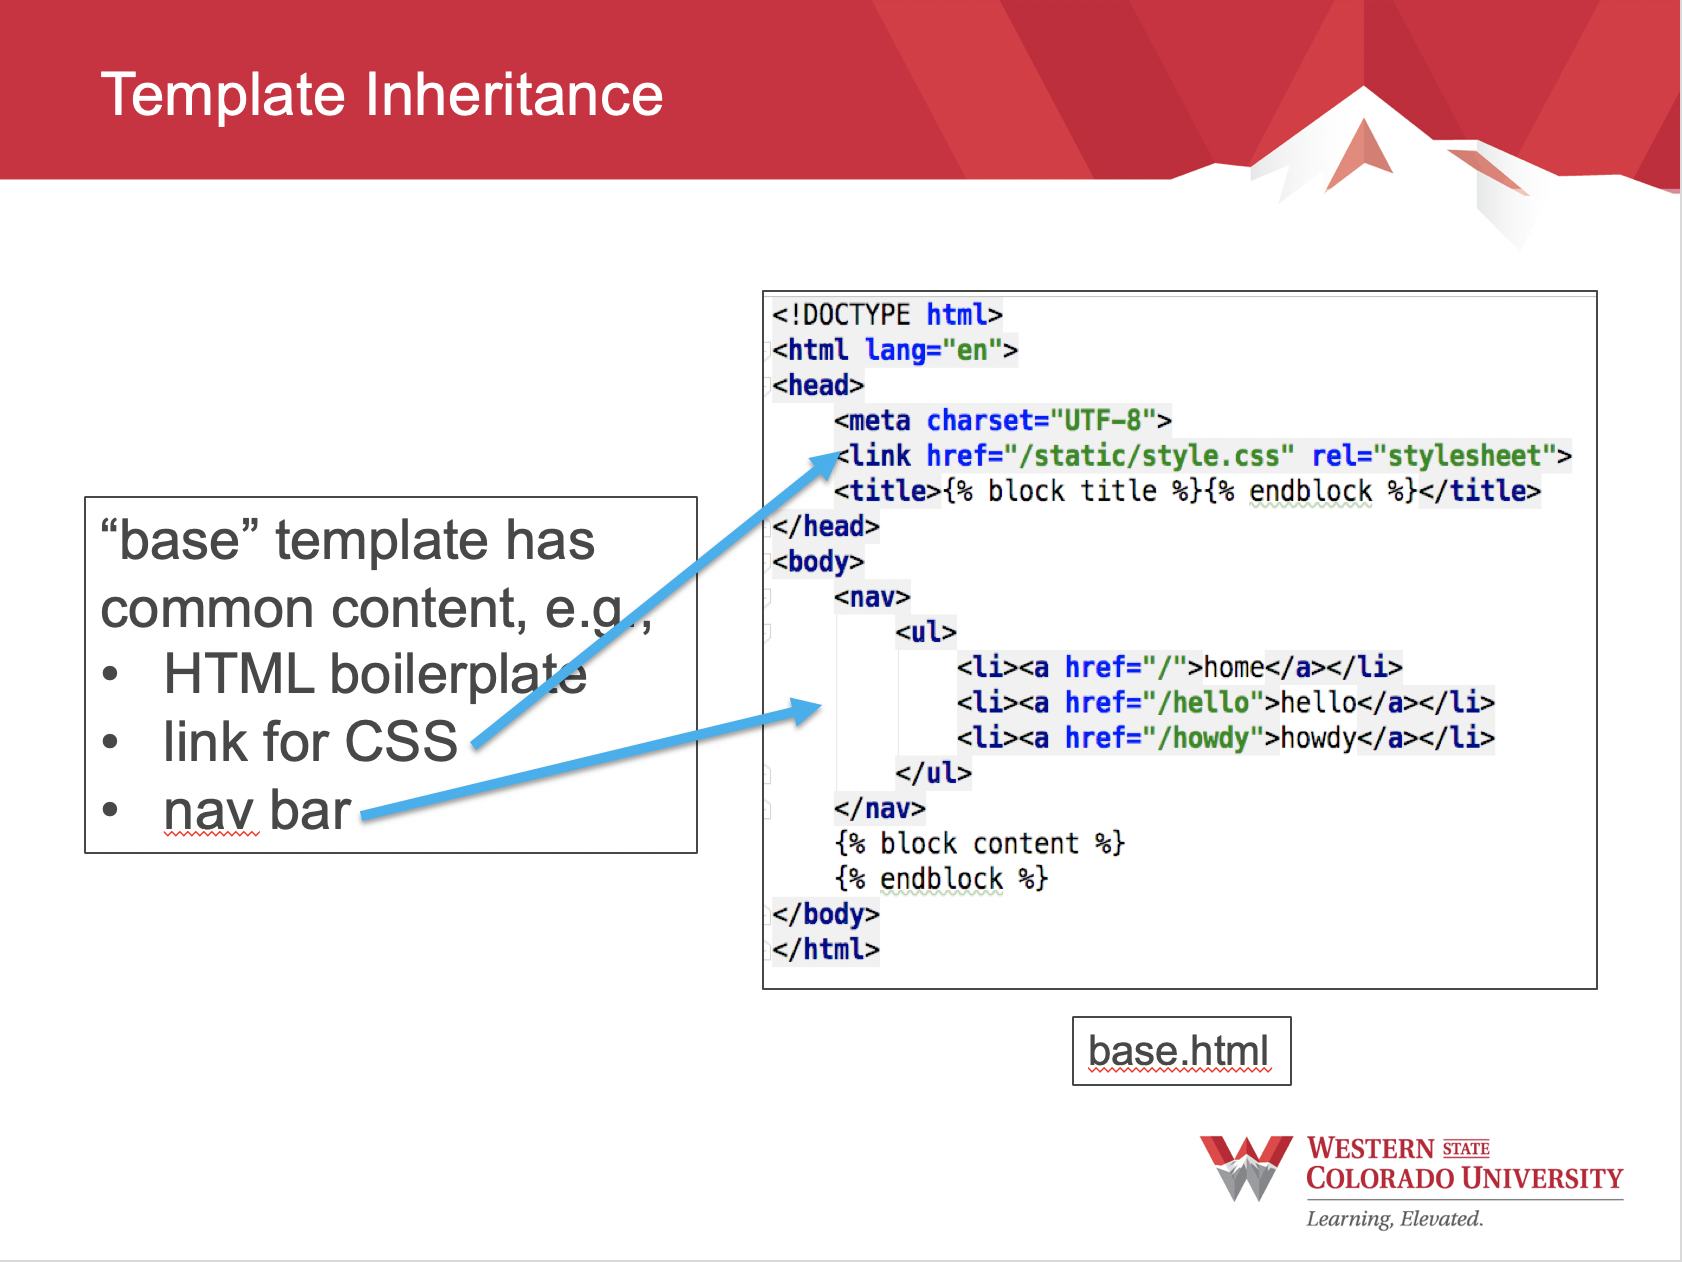 Template Inheritance
“base” template has
common content, e.g.,
• HTML boilerplate
• link for CSS
• nav bar
<!DOCTYPE html>
<html lang="en">
<head>
    <meta charset="UTF-8">
    <link href="/static/style.css" rel="stylesheet">
    <title>{% block title %}{% endblock %}</title>
</head>
<body>
    <nav>
        <ul>
            <li><a href="/">home</a></li>
            <li><a href="/hello">hello</a></li>
            <li><a href="/howdy">howdy</a></li>
        </ul>
    </nav>
    {% block content %}
    {% endblock %}
</body>
</html>
base.html
WESTERN STATE
COLORADO UNIVERSITY
Learning, Elevated.